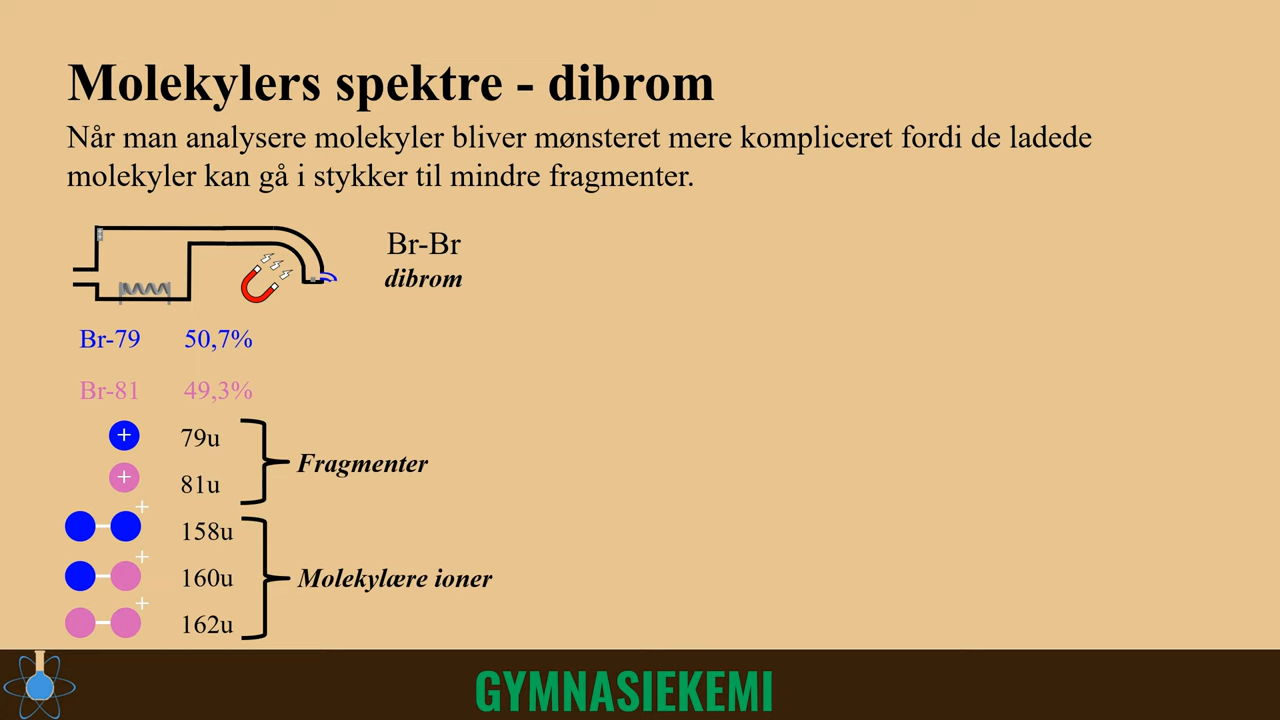 Molekylers spektre - dibrom
Når man analysere molekyler bliver mønsteret mere kompliceret fordi de ladede
molekyler kan gå i stykker til mindre fragmenter.
Br-Br
dibrom
Br-79 50,7%
Br-81 49,3%
+ 79u
+ 81u
Fragmenter
+
158u
+
160u
+
162u
Molekylære ioner
GYMNASIEKEMI